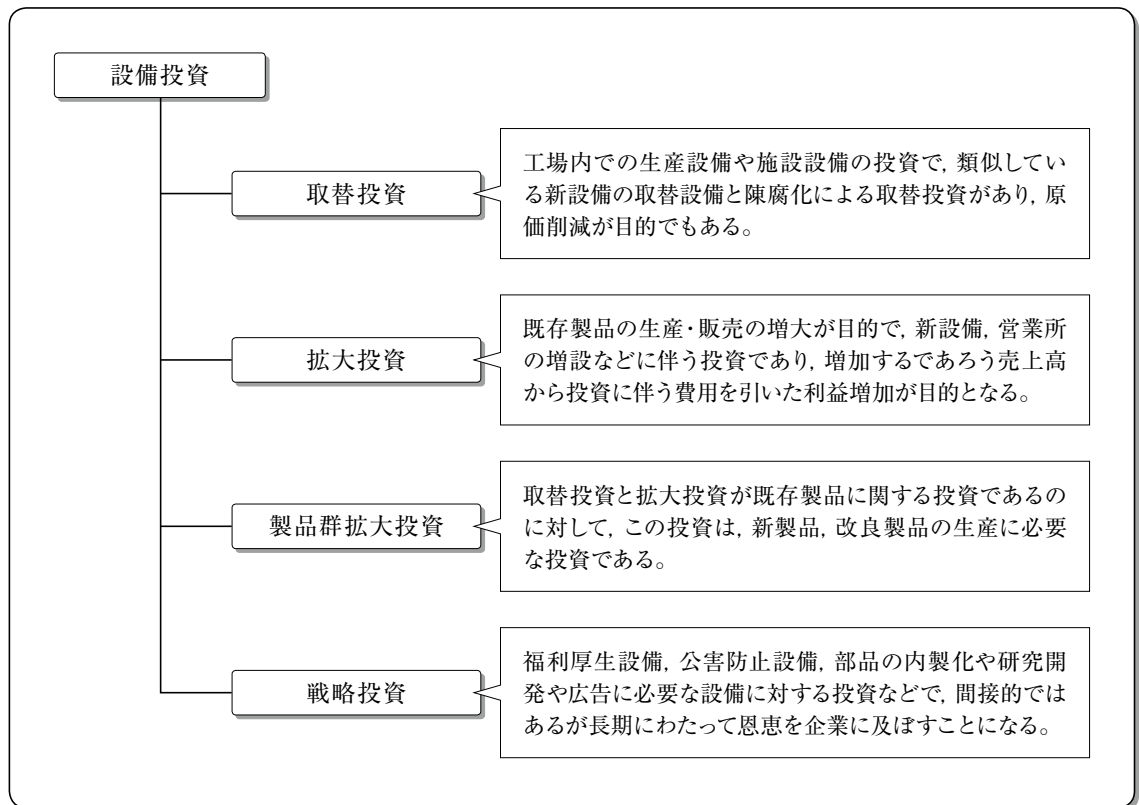 設備投資
取替投資
工場内での生産設備や施設設備の投資で, 類似してい
る新設備の取替設備と陳腐化による取替投資があり, 原
価削減が目的でもある。
拡大投資
既存製品の生産・販売の増大が目的で, 新設備, 営業所
の増設などに伴う投資であり, 増加するであろう売上高
から投資に伴う費用を引いた利益増加が目的となる。
製品群拡大投資
取替投資と拡大投資が既存製品に関する投資であるの
に対して, この投資は, 新製品, 改良製品の生産に必要
な投資である。
戦略投資
福利厚生設備, 公害防止設備, 部品の内製化や研究開
発や広告に必要な設備に対する投資などで, 間接的では
あるが長期にわたって恩恵を企業に及ぼすことになる。